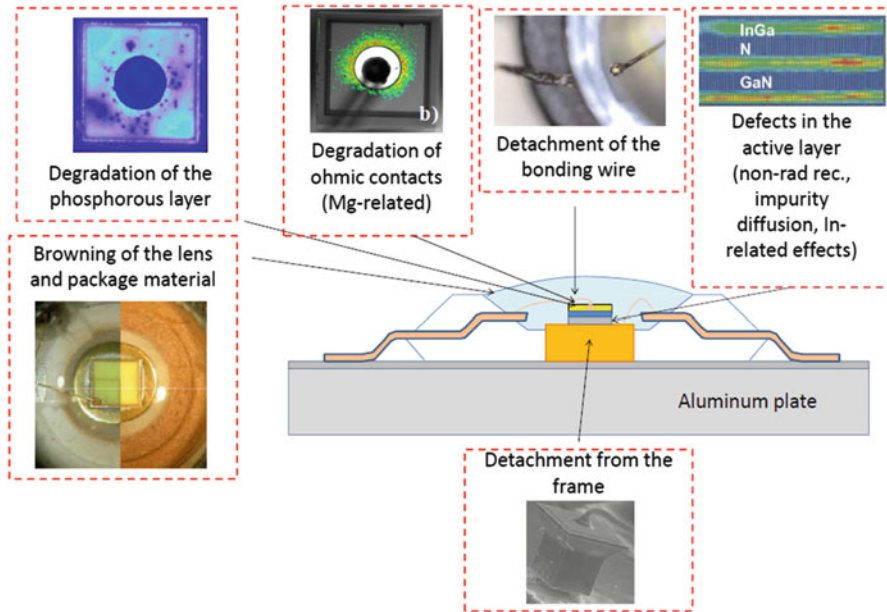 Degradation of the
phosphorous layer
b)
Degradation of
ohmic contacts
(Mg-related)
Detachment of the
bonding wire
InGa
N
GaN
Defects in the
active layer
(non-rad rec.,
impurity
diffusion, In-
related effects)
Browning of the lens
and package material
Aluminum plate
Detachment from the
frame